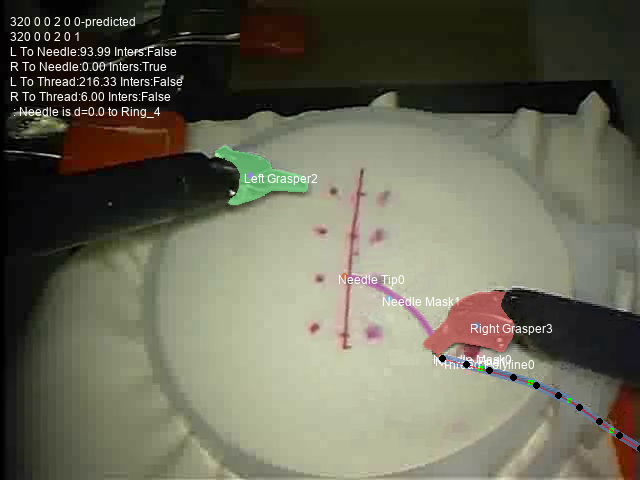 320 0 0 2 0 0-predicted
320 0 0 2 0 1
L To Needle:93.99 Inters:False
R To Needle:0.00 Inters:True
L To Thread:216.33 Inters:False
R To Thread:6.00 Inters:False
: Needle is d=0.0 to Ring_4
Left Grasper2
Needle Tip0
Needle Mask1
Right Grasper3
Mask0
Thread Polyline0